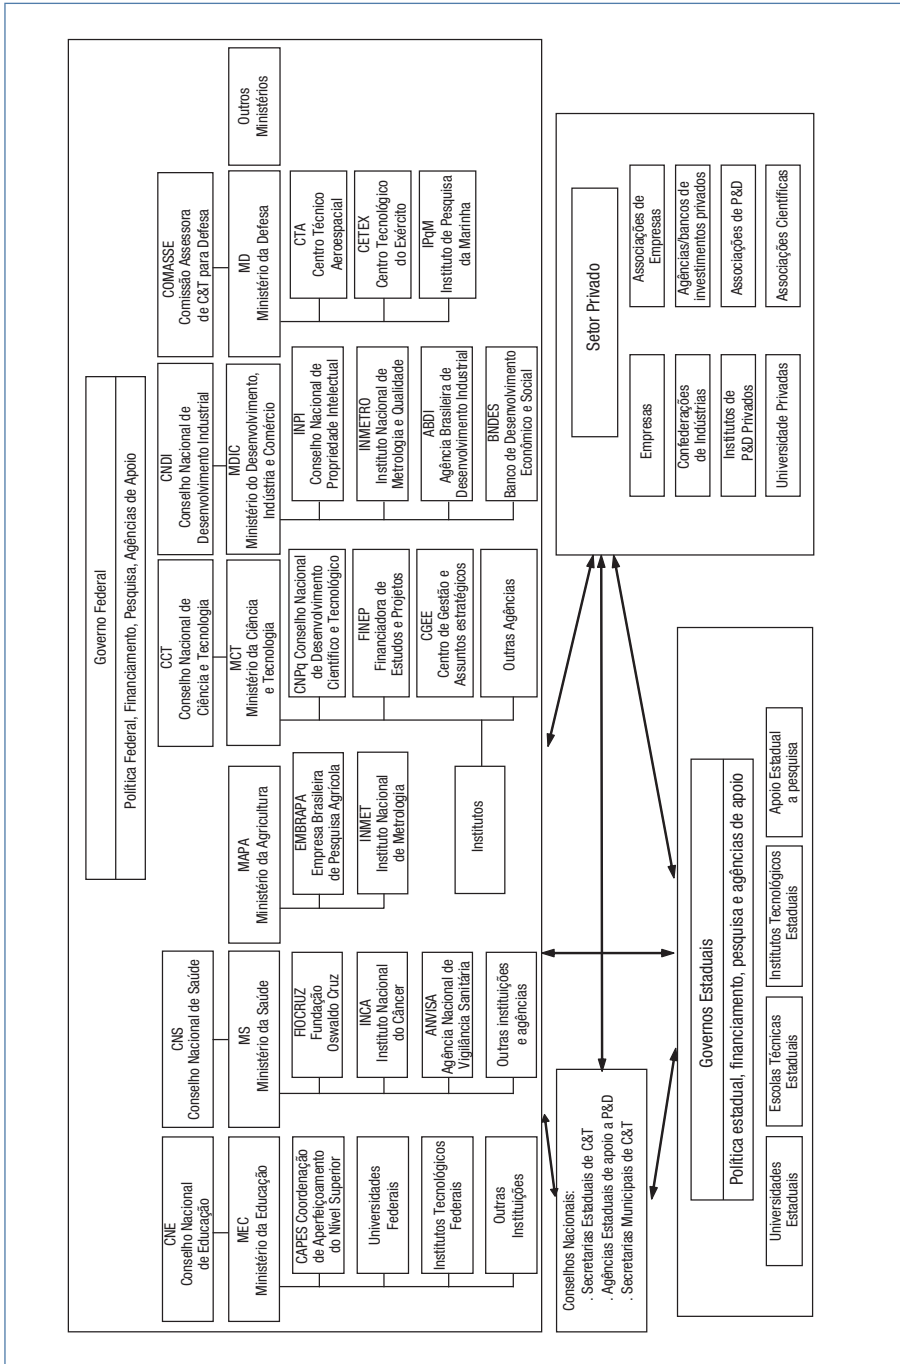 Governo Federal
Política Federal, Financiamento, Pesquisa, Agências de Apoio
CNE
Conselho Nacional
de Educação
CNS
Conselho Nacional de Saúde
CCT
Conselho Nacional de
Ciência e Tecnologia
CNDI
Conselho Nacional de
Desenvolvimento Industrial
COMASSE
Comissão Assessora
de C&T para Defesa
MEC
Ministério da Educação
MS
Ministério da Saúde
MAPA
Ministério da Agricultura
MCT
Ministério da Ciência
e Tecnologia
MDIC
Ministério do Desenvolvimento,
Indústria e Comércio
MD
Ministério da Defesa
Outros
Ministérios
CAPES Coordenação
de Aperfeiçoamento
do Nível Superior
Universidades
Federais
Institutos Tecnológicos
Federais
Outras
Instituições
FIOCRUZ
Fundação
Oswaldo Cruz
INCA
Instituto Nacional
do Câncer
ANVISA
Agência Nacional de
Vigilância Sanitária
Outras instituições
e agências
EMBRAPA
Empresa Brasileira
de Pesquisa Agrícola
INMET
Instituto Nacional
de Metrologia
Institutos
CNPq Conselho Nacional
de Desenvolvimento
Científico e Tecnológico
FINEP
Financiadora de
Estudos e Projetos
CGEE
Centro de Gestão e
Assuntos estratégicos
Outras Agências
INPI
Conselho Nacional de
Propriedade Intelectual
INMETRO
Instituto Nacional de
Metrologia e Qualidade
ABDI
Agência Brasileira de
Desenvolvimento Industrial
BNDES
Banco de Desenvolvimento
Econômico e Social
CTA
Centro Técnico
Aeroespacial
CETEX
Centro Tecnológico
do Exército
IPqM
Instituto de Pesquisa
da Marinha
Conselhos Nacionais:
. Secretarias Estaduais de C&T
. Agências Estaduais de apoio a P&D
. Secretarias Municipais de C&T
Setor Privado
Empresas
Associações de
Empresas
Confederações
de Indústrias
Agências/bancos de
investimentos privados
Institutos de
P&D Privados
Associações de P&D
Universidade Privadas
Associações Científicas
Governos Estaduais
Política estadual, financiamento, pesquisa e agências de apoio
Universidades
Estaduais
Escolas Técnicas
Estaduais
Institutos Tecnológicos
Estaduais
Apoio Estadual
a pesquisa